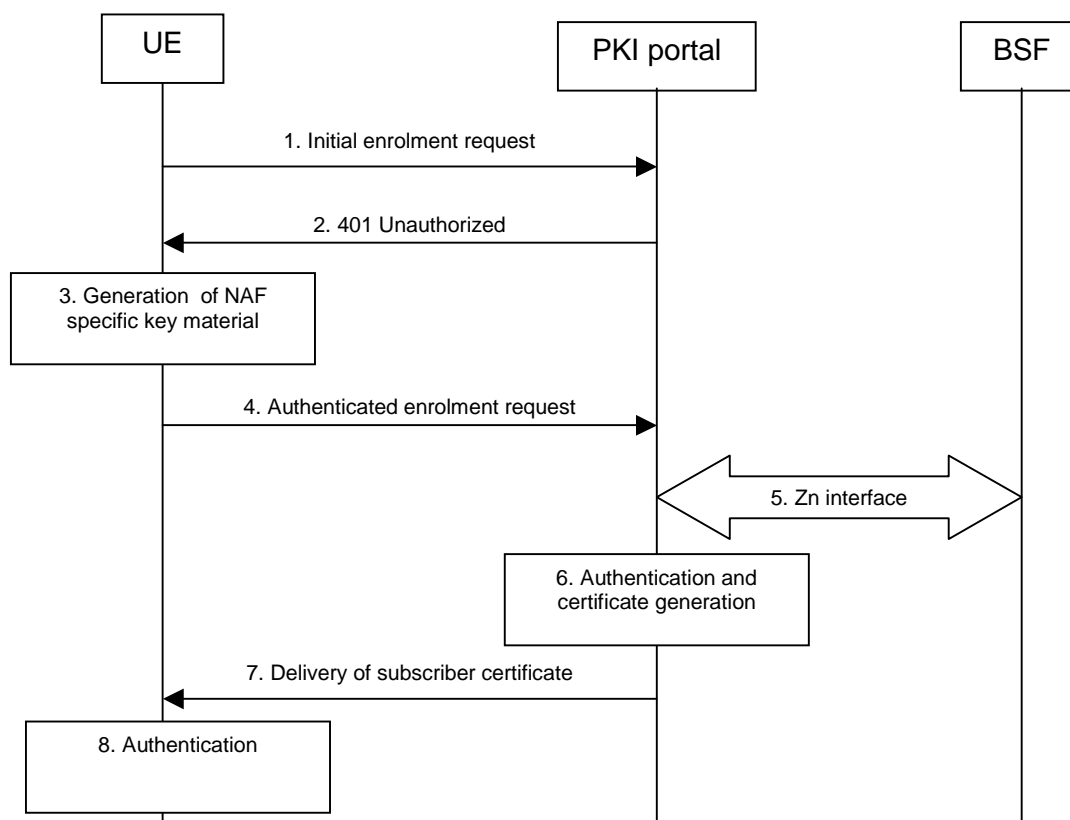 UE
PKI portal
BSF
1. Initial enrolment request
2. 401 Unauthorized
3. Generation  of NAF
specific key material
4. Authenticated enrolment request
5. Zn interface
6. Authentication and
certificate generation
7. Delivery of subscriber certificate
8. Authentication